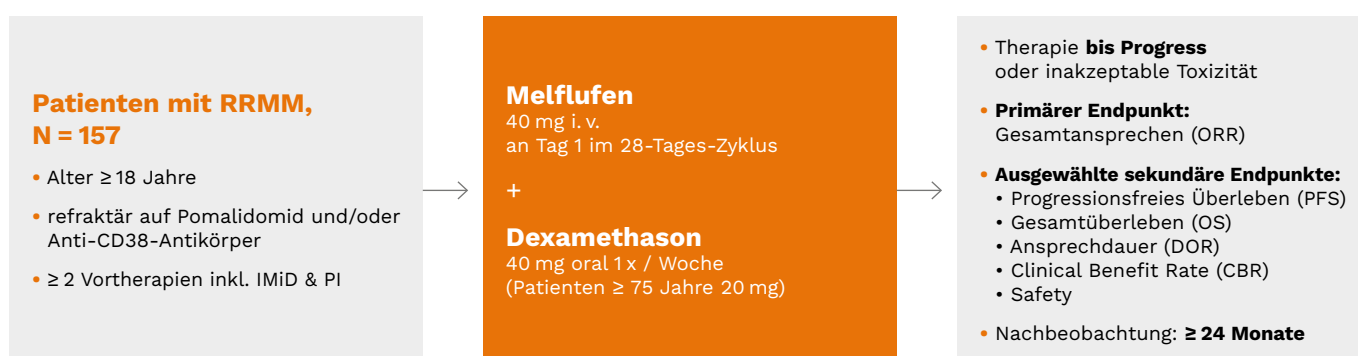 Patienten mit RRMM,
N = 157
• Alter ≥ 18 Jahre
• refraktär auf Pomalidomid und/oder
Anti-CD38-Antikörper
• ≥ 2 Vortherapien inkl. IMiD & PI
Melflufen
40 mg i. v.
an Tag 1 im 28-Tages-Zyklus
+
Dexamethason
40 mg oral 1 x / Woche
(Patienten ≥ 75 Jahre 20 mg)
• Therapie bis Progress
oder inakzeptable Toxizität
• Primärer Endpunkt:
Gesamtansprechen (ORR)
• Ausgewählte sekundäre Endpunkte:
• Progressionsfreies Überleben (PFS)
• Gesamtüberleben (OS)
• Ansprechdauer (DOR)
• Clinical Benefit Rate (CBR)
• Safety
• Nachbeobachtung: ≥ 24 Monate